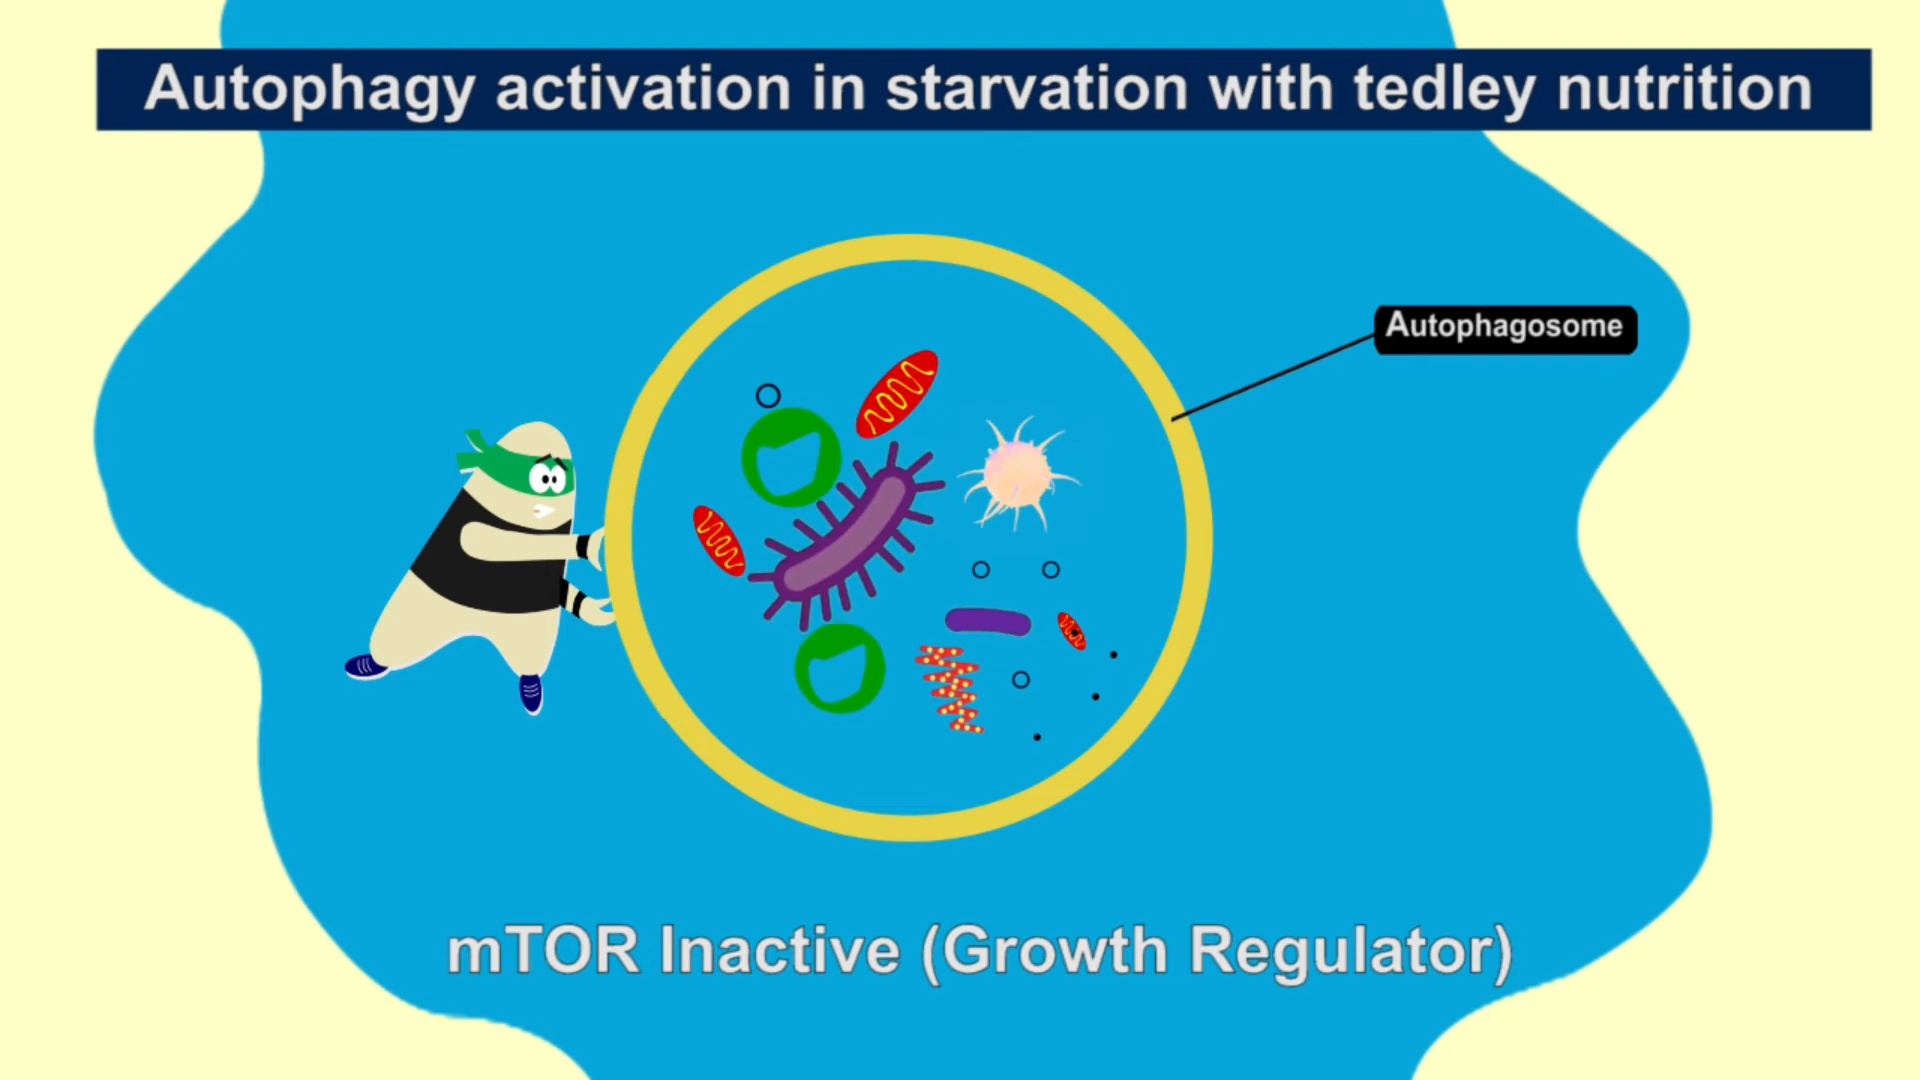 Autophagy activation in starvation with tedley nutrition
Autophagosome
mTOR Inactive (Growth Regulator)